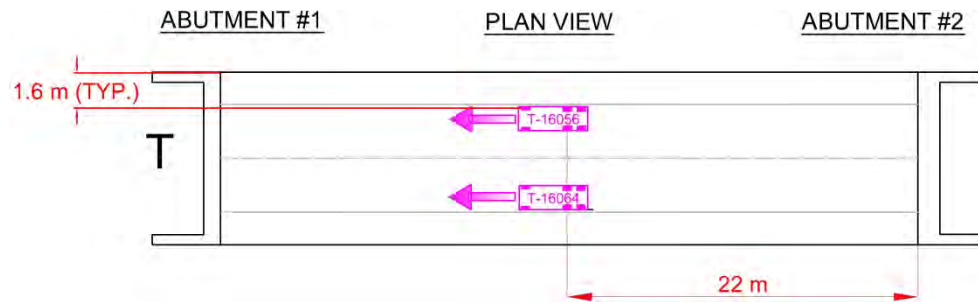 ABUTMENT #1
PLAN VIEW
ABUTMENT #2
1.6 m (TYP.)
T-16056
T
T-16064
22 m